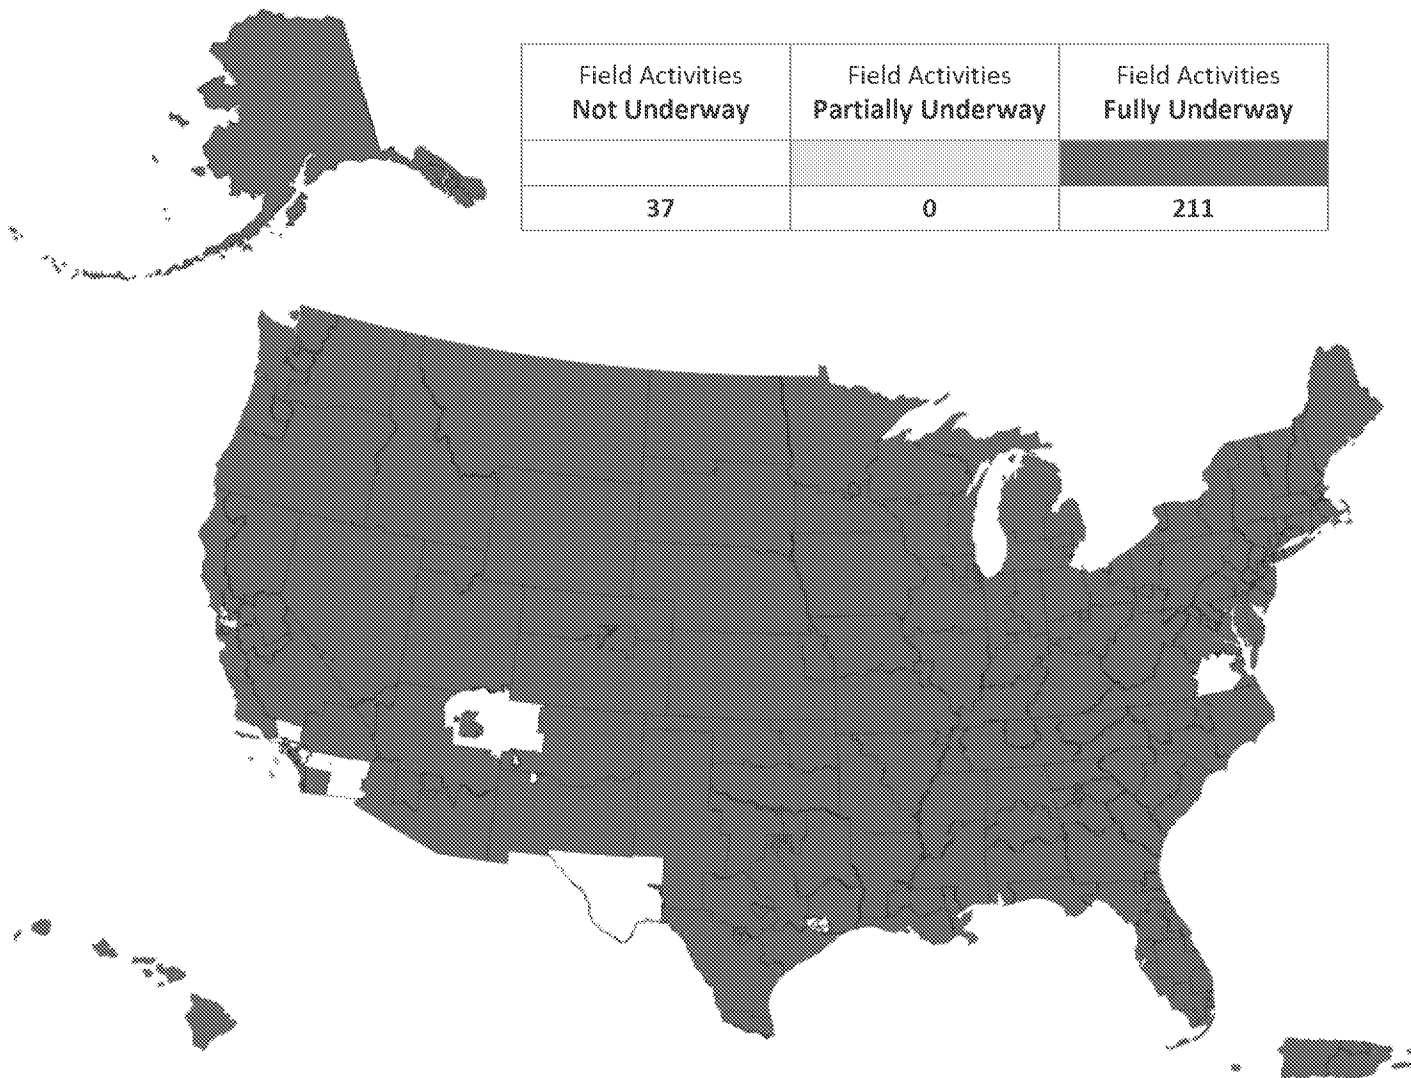 Field Activities
Not Underway
Field Activities
Partially Underway
Field Activities
Fully Underway
37
0
211